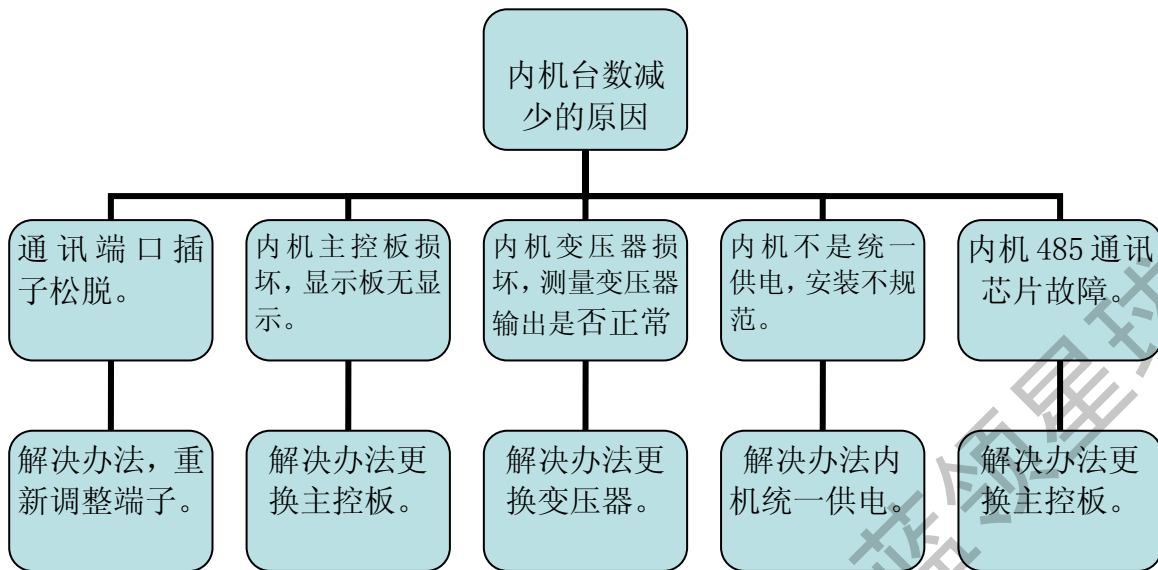 内机台数减
少的原因
通讯端口插
子松脱。
内机主控板损
坏，显示板无显
示。
内机变压器损
坏，测量变压器
输出是否正常
内机不是统一
供电，安装不规
范。
内机 485 通讯
芯片故障。
解决办法，重
新调整端子。
解决办法更
换主控板。
解决办法更
换变压器。
解决办法内
机统一供电。
解决办法更
换主控板。
蓝领星球